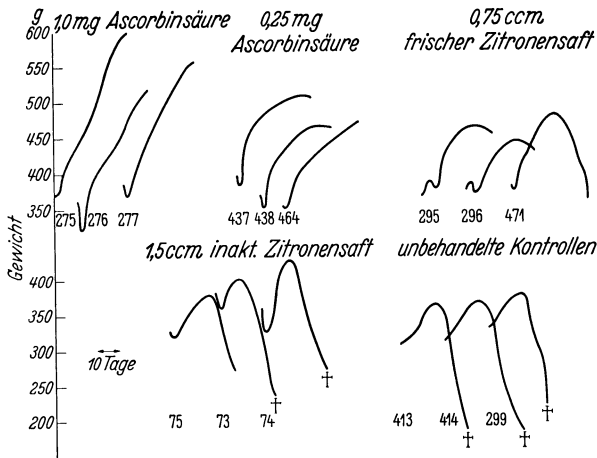 g 1,0 mg Ascorbinsäure
0,25 mg
Ascorbinsäure
0,75 ccm
frischer Zitronensaft
600
550
500
450
400
350
275 276 277
437 438 464
295 296 471
Gewicht
1,5 ccm inakt. Zitronensaft
unbehandelte Kontrollen
400
350
300
250
200
10 Tage
75 73 74
413 414 299